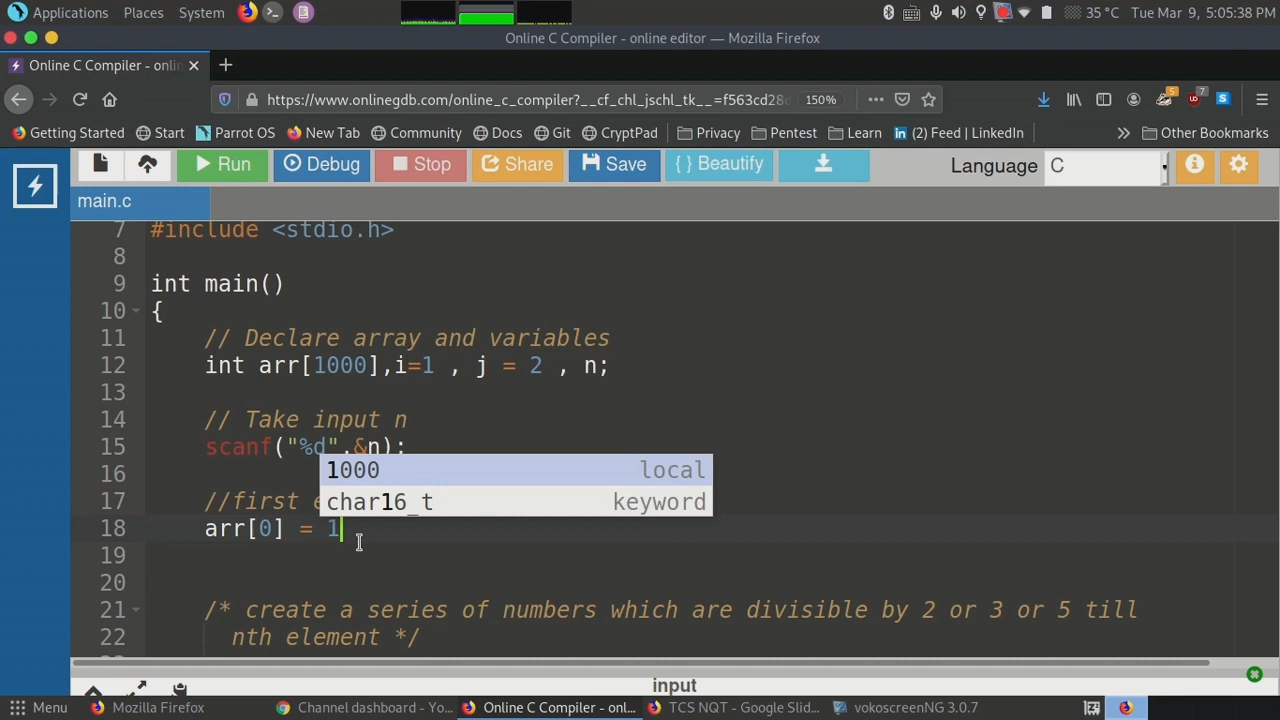 Applications Places System 35 °C Tue Mar 9, 5:05:38 PM
Online C Compiler - online editor — Mozilla Firefox
Online C Compiler - onlin
https://www.onlinegdb.com/online_c_compiler?__cf_chl_jschl_tk__=f563cd28d 150% 5 7
Getting Started Start Parrot OS New Tab Community Docs Git CryptPad Privacy Pentest Learn (2) Feed | LinkedIn Other Bookmarks
Run Debug Stop Share Save { } Beautify Language C
main.c
7 #include <stdio.h>
8
9 int main()
10 {
11 // Declare array and variables
12 int arr[1000],i=1 , j = 2 , n;
13
14 // Take input n
15 scanf("%d",&n);
16 1000 local
17 //first e char16_t keyword
18 arr[0] = 1
19
20
21 /* create a series of numbers which are divisible by 2 or 3 or 5 till
22 nth element */
input
Menu Mozilla Firefox Channel dashboard - Yo... Online C Compiler - onl... TCS NQT - Google Slid... vokoscreenNG 3.0.7